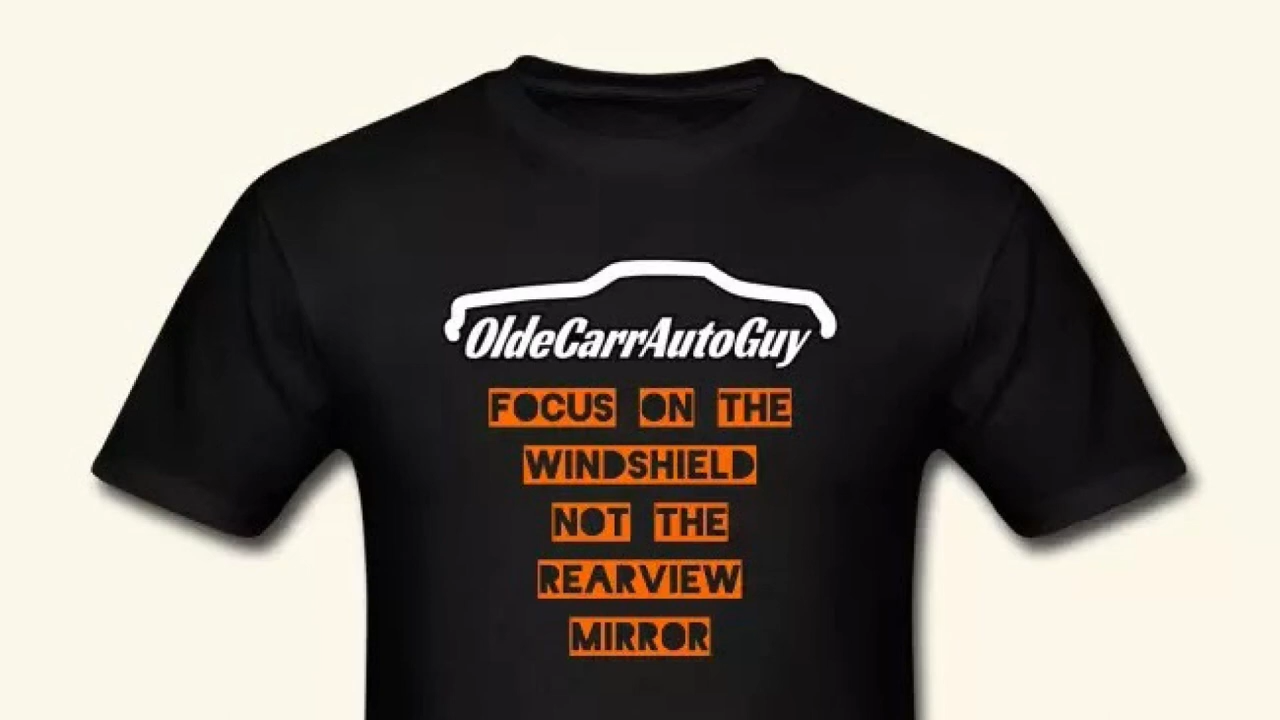 OldeCarrAutoGuy
FOCUS ON THE
WINDSHIELD
NOT THE
REARVIEW
MIRROR